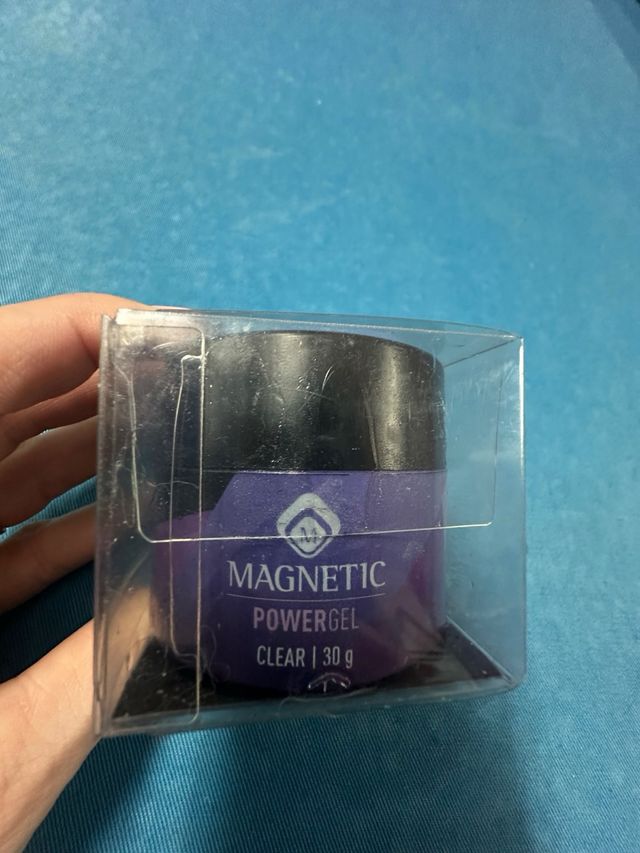 M
MAGNETIC
POWERGEL
CLEAR | 30 g